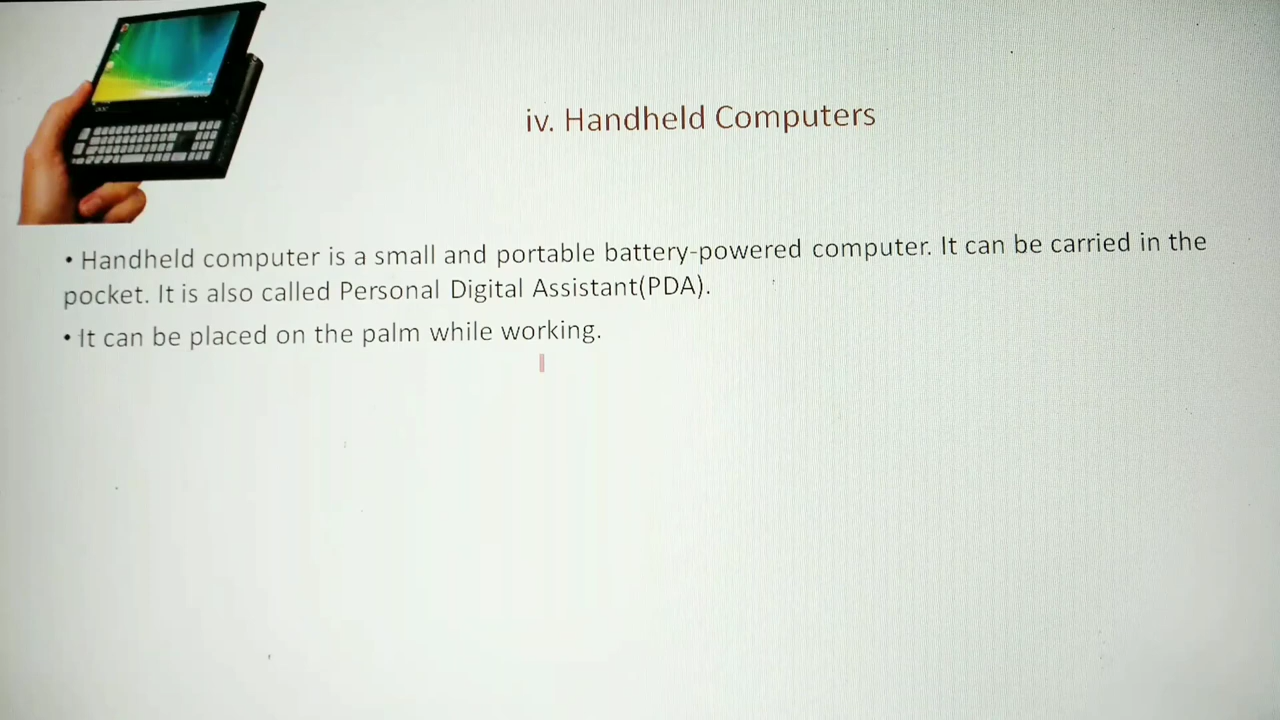 iv. Handheld Computers
• Handheld computer is a small and portable battery-powered computer. It can be carried in the
pocket. It is also called Personal Digital Assistant(PDA).
• It can be placed on the palm while working.